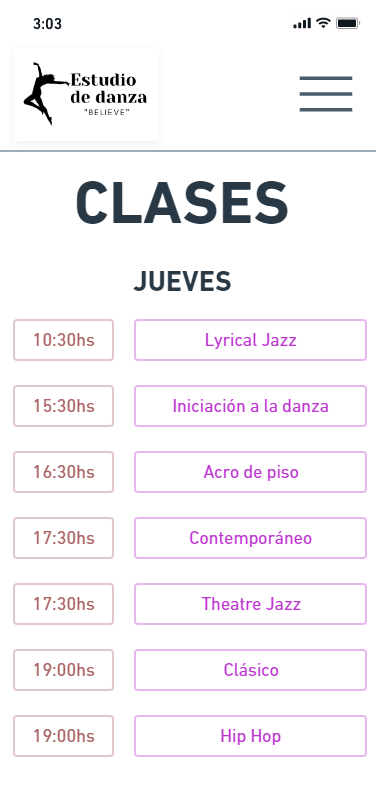 3:03
Estudio
de danza
"BELIEVE"
CLASES
JUEVES
10:30hs Lyrical Jazz
15:30hs Iniciación a la danza
16:30hs Acro de piso
17:30hs Contemporáneo
17:30hs Theatre Jazz
19:00hs Clásico
19:00hs Hip Hop